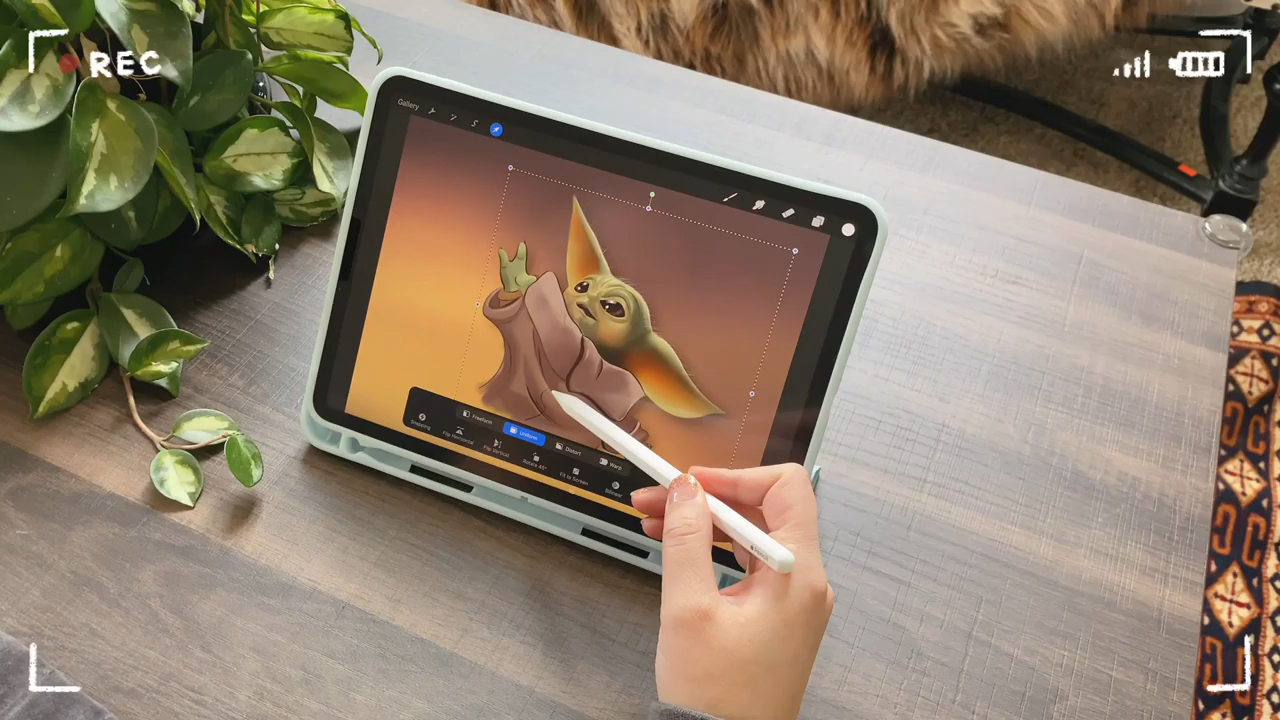 REC
Gallery
Freeform
Uniform
Distort
Warp
Snapping
Flip Horizontal
Flip Vertical
Rotate 45°
Fit to Screen
Bilinear